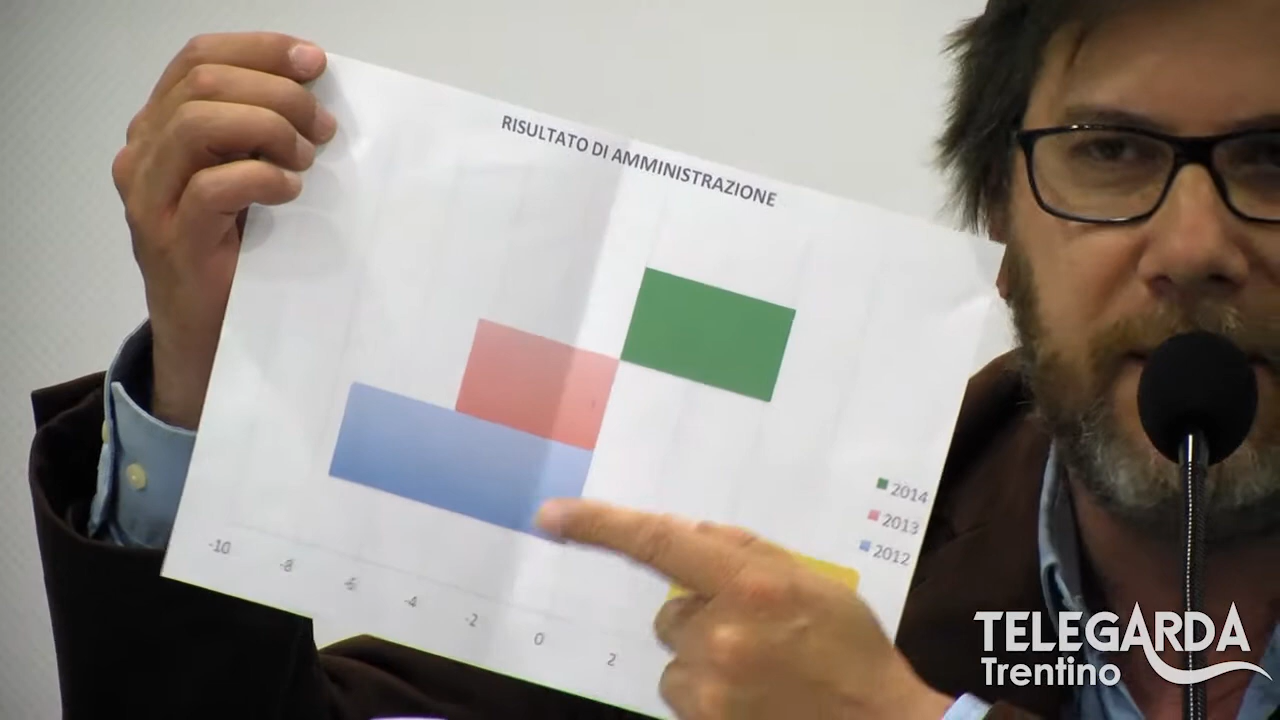 RISULTATO DI AMMINISTRAZIONE
2014
2013
2012
-10 -8 -6 -4 -2 0 2
TELEGARDA
Trentino